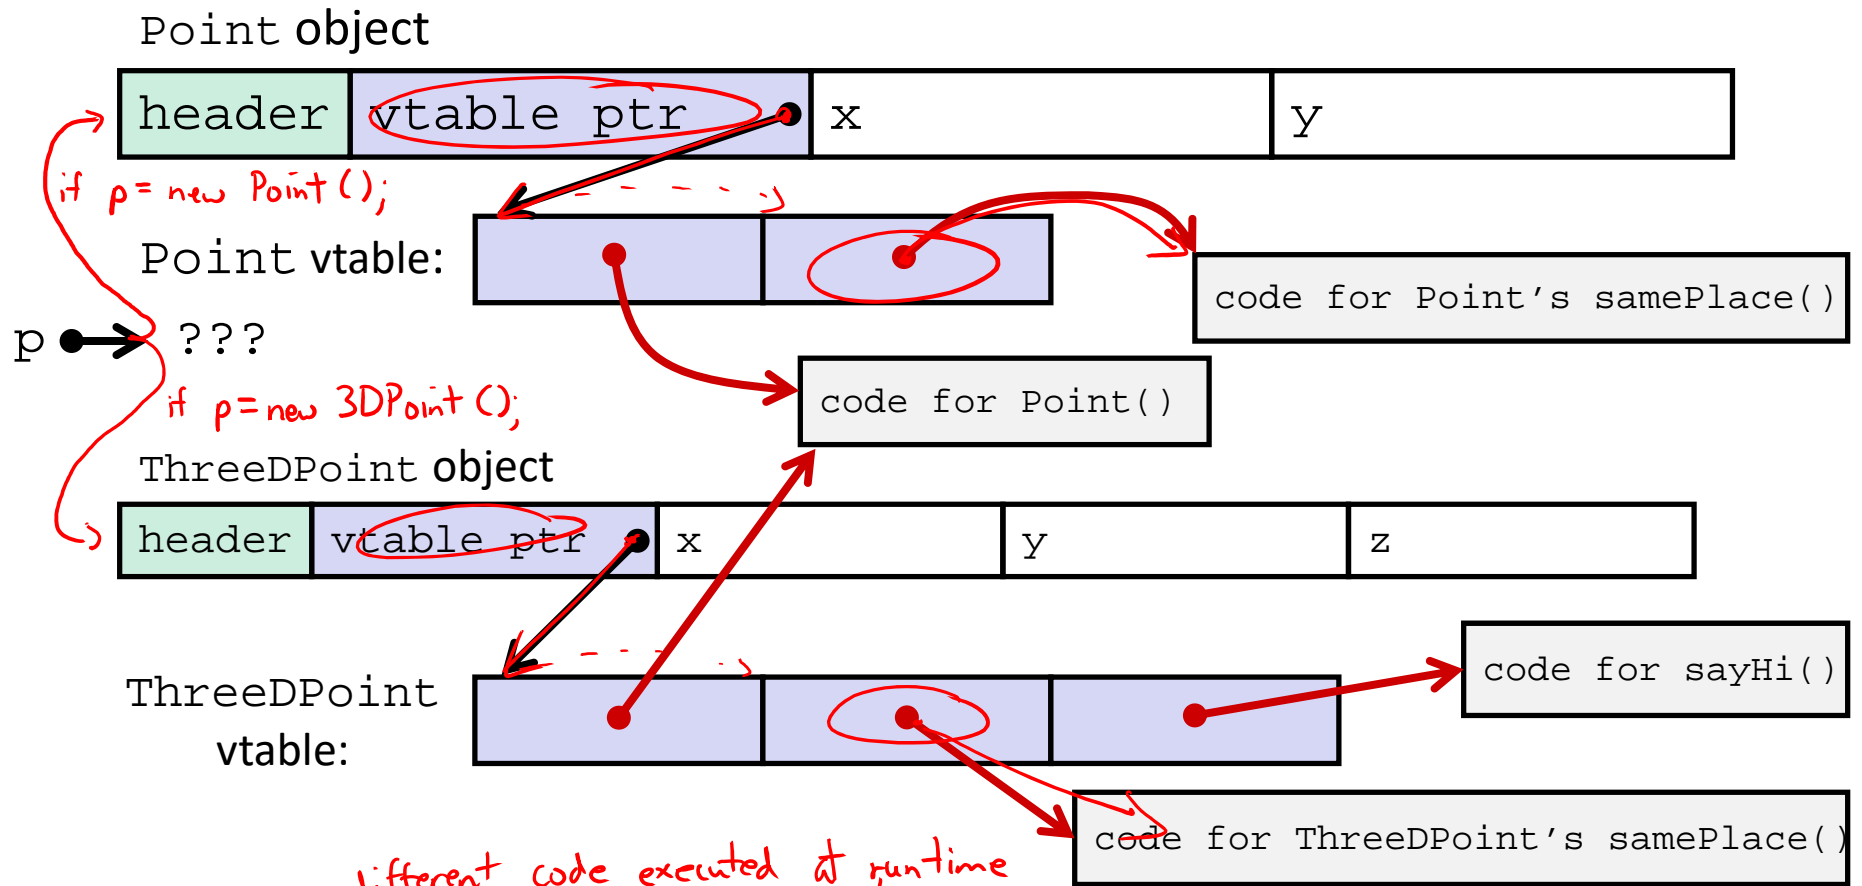 Point object
header vtable ptr x y
if p = new Point();
Point vtable:
code for Point's samePlace()
p ???
if p = new 3DPoint();
code for Point()
ThreeDPoint object
header vtable ptr x y z
code for sayHi()
ThreeDPoint
vtable:
code for ThreeDPoint's samePlace()
different code executed at runtime